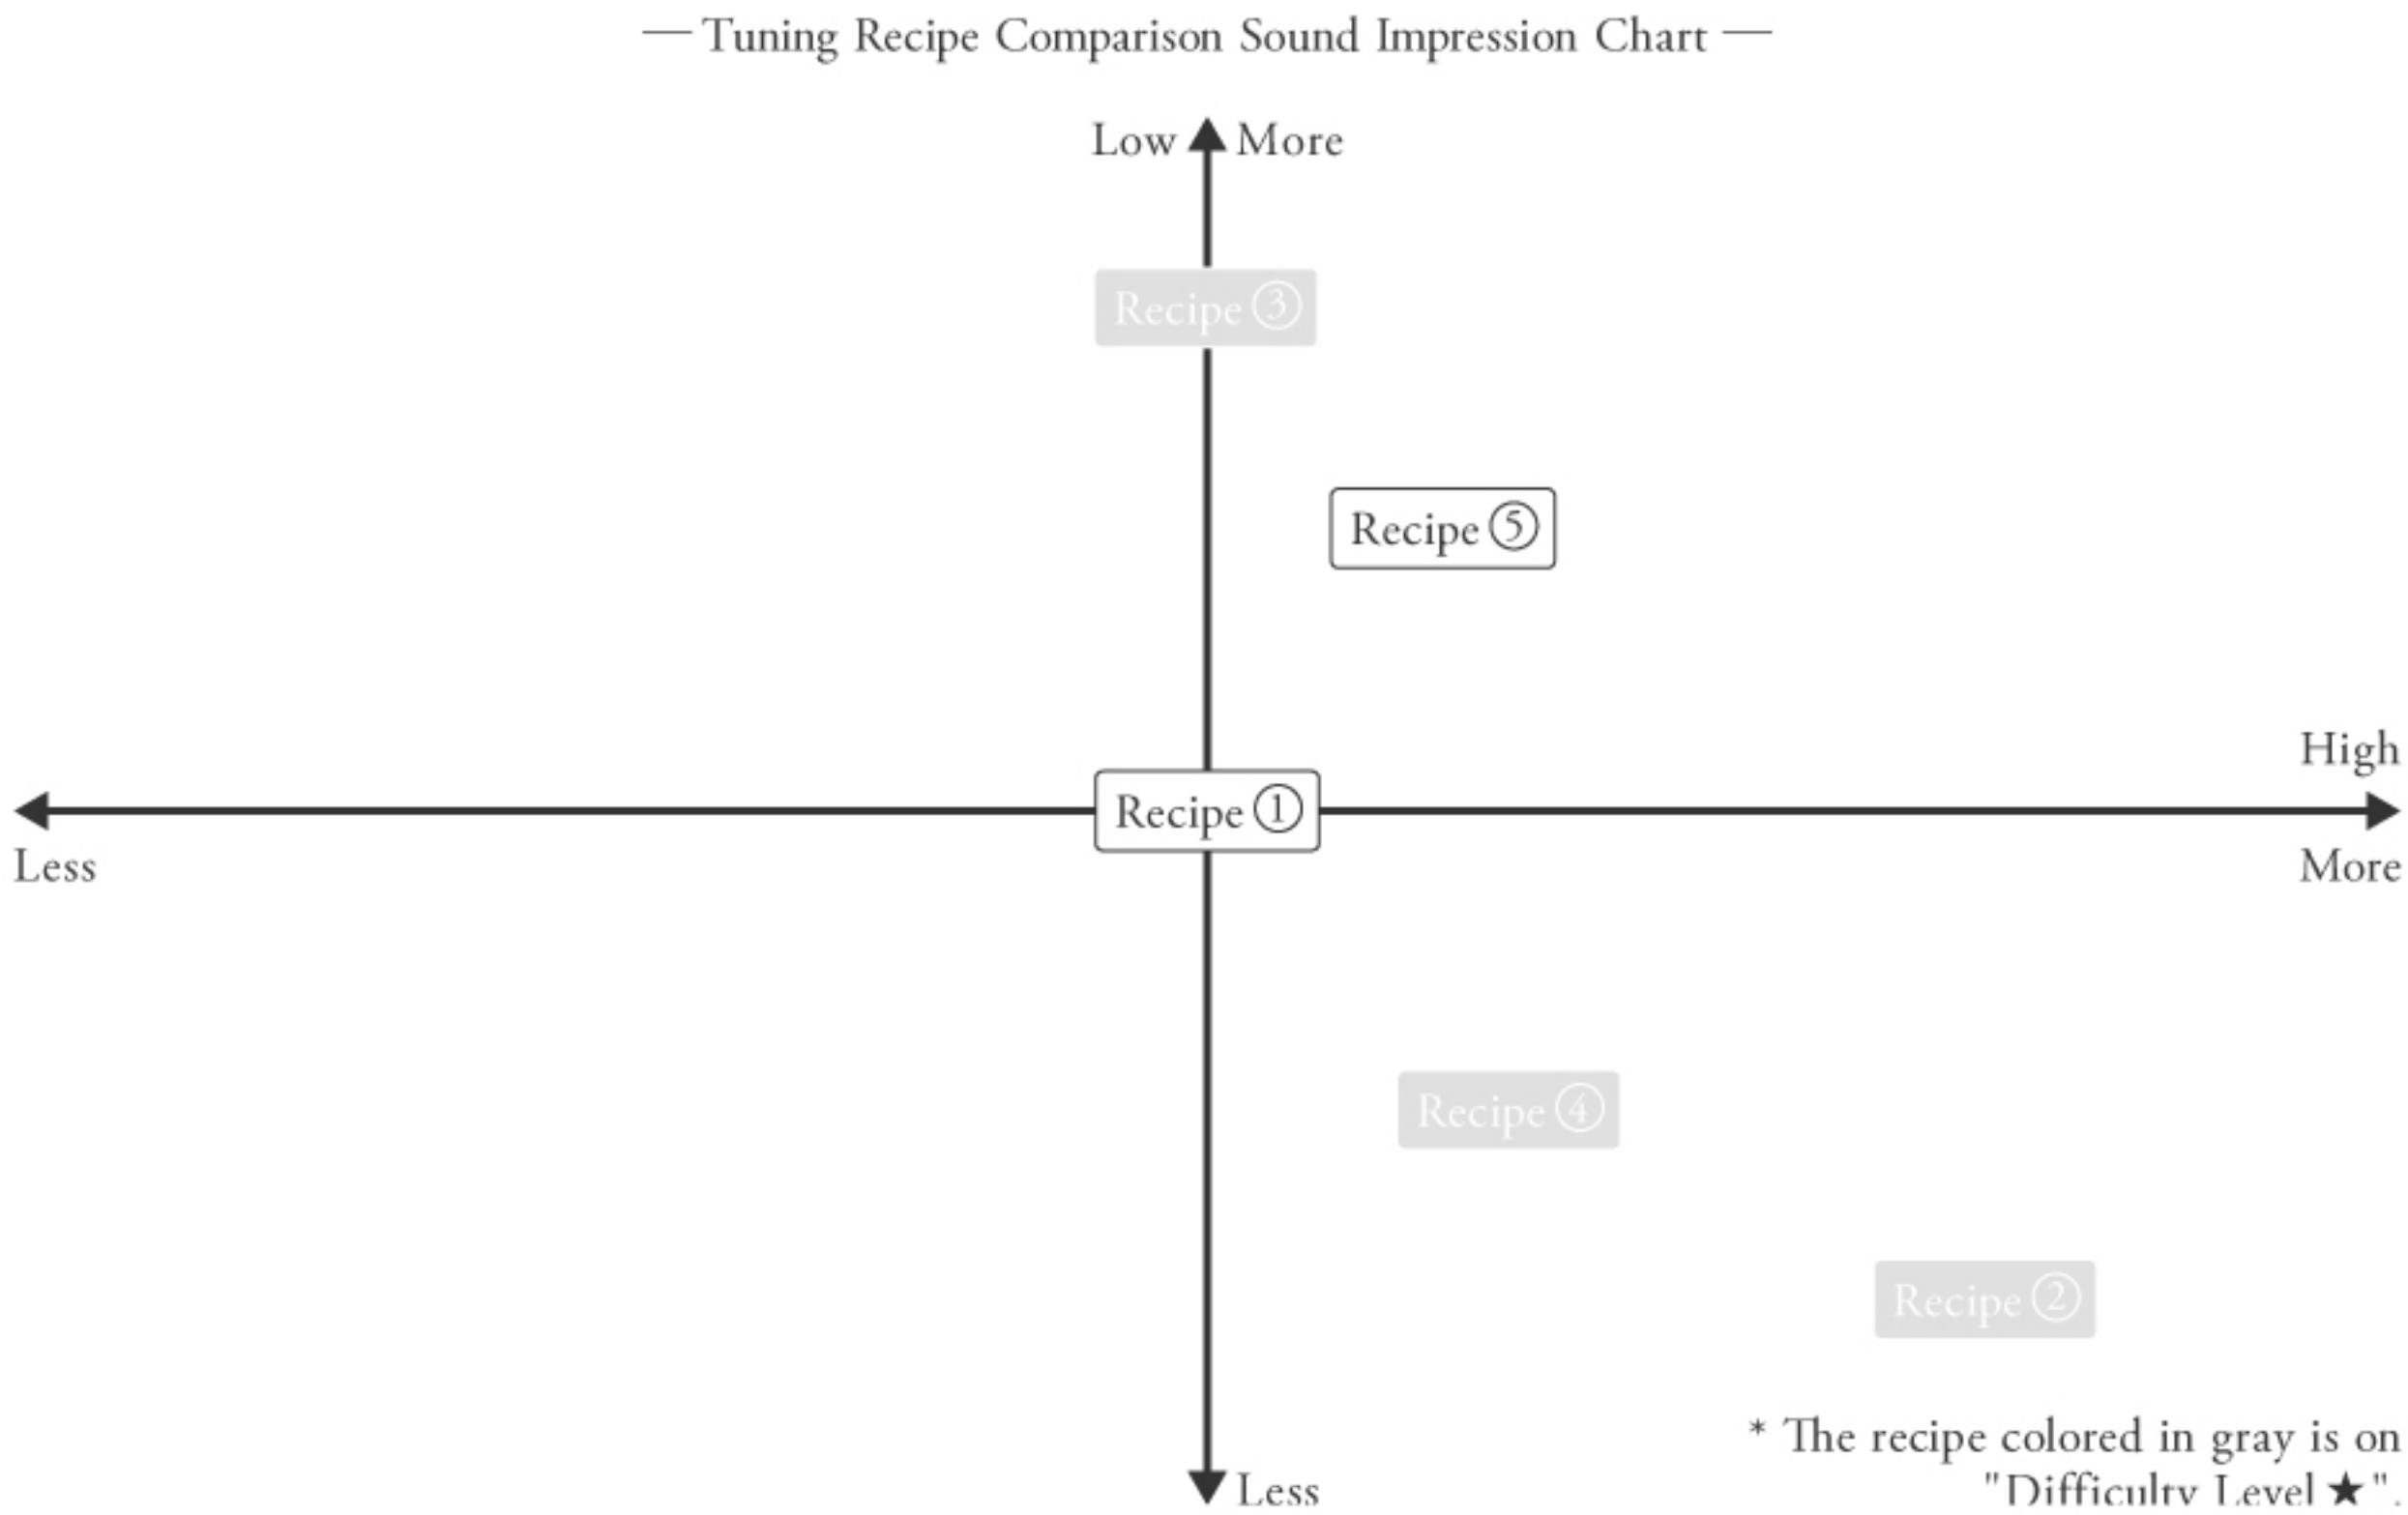 — Tuning Recipe Comparison Sound Impression Chart —
Low More
Recipe ③
Recipe ⑤
High
Recipe ①
Less
More
Recipe ④
Recipe ②
* The recipe colored in gray is on
"Difficulty Level ★".
Less